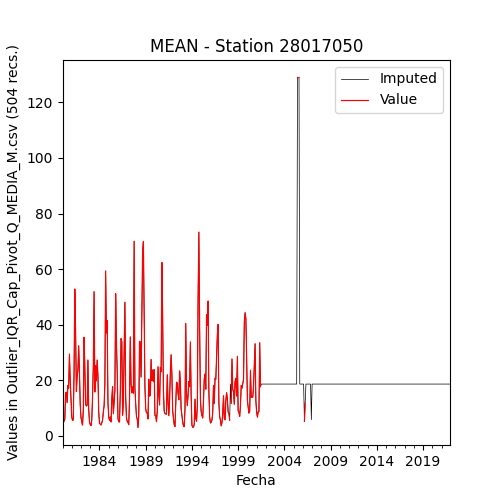 MEAN - Station 28017050
Values in Outlier_IQR_Cap_Pivot_Q_MEDIA_M.csv (504 recs.)
Imputed
Value
120
100
80
60
40
20
0
1984 1989 1994 1999 2004 2009 2014 2019
Fecha